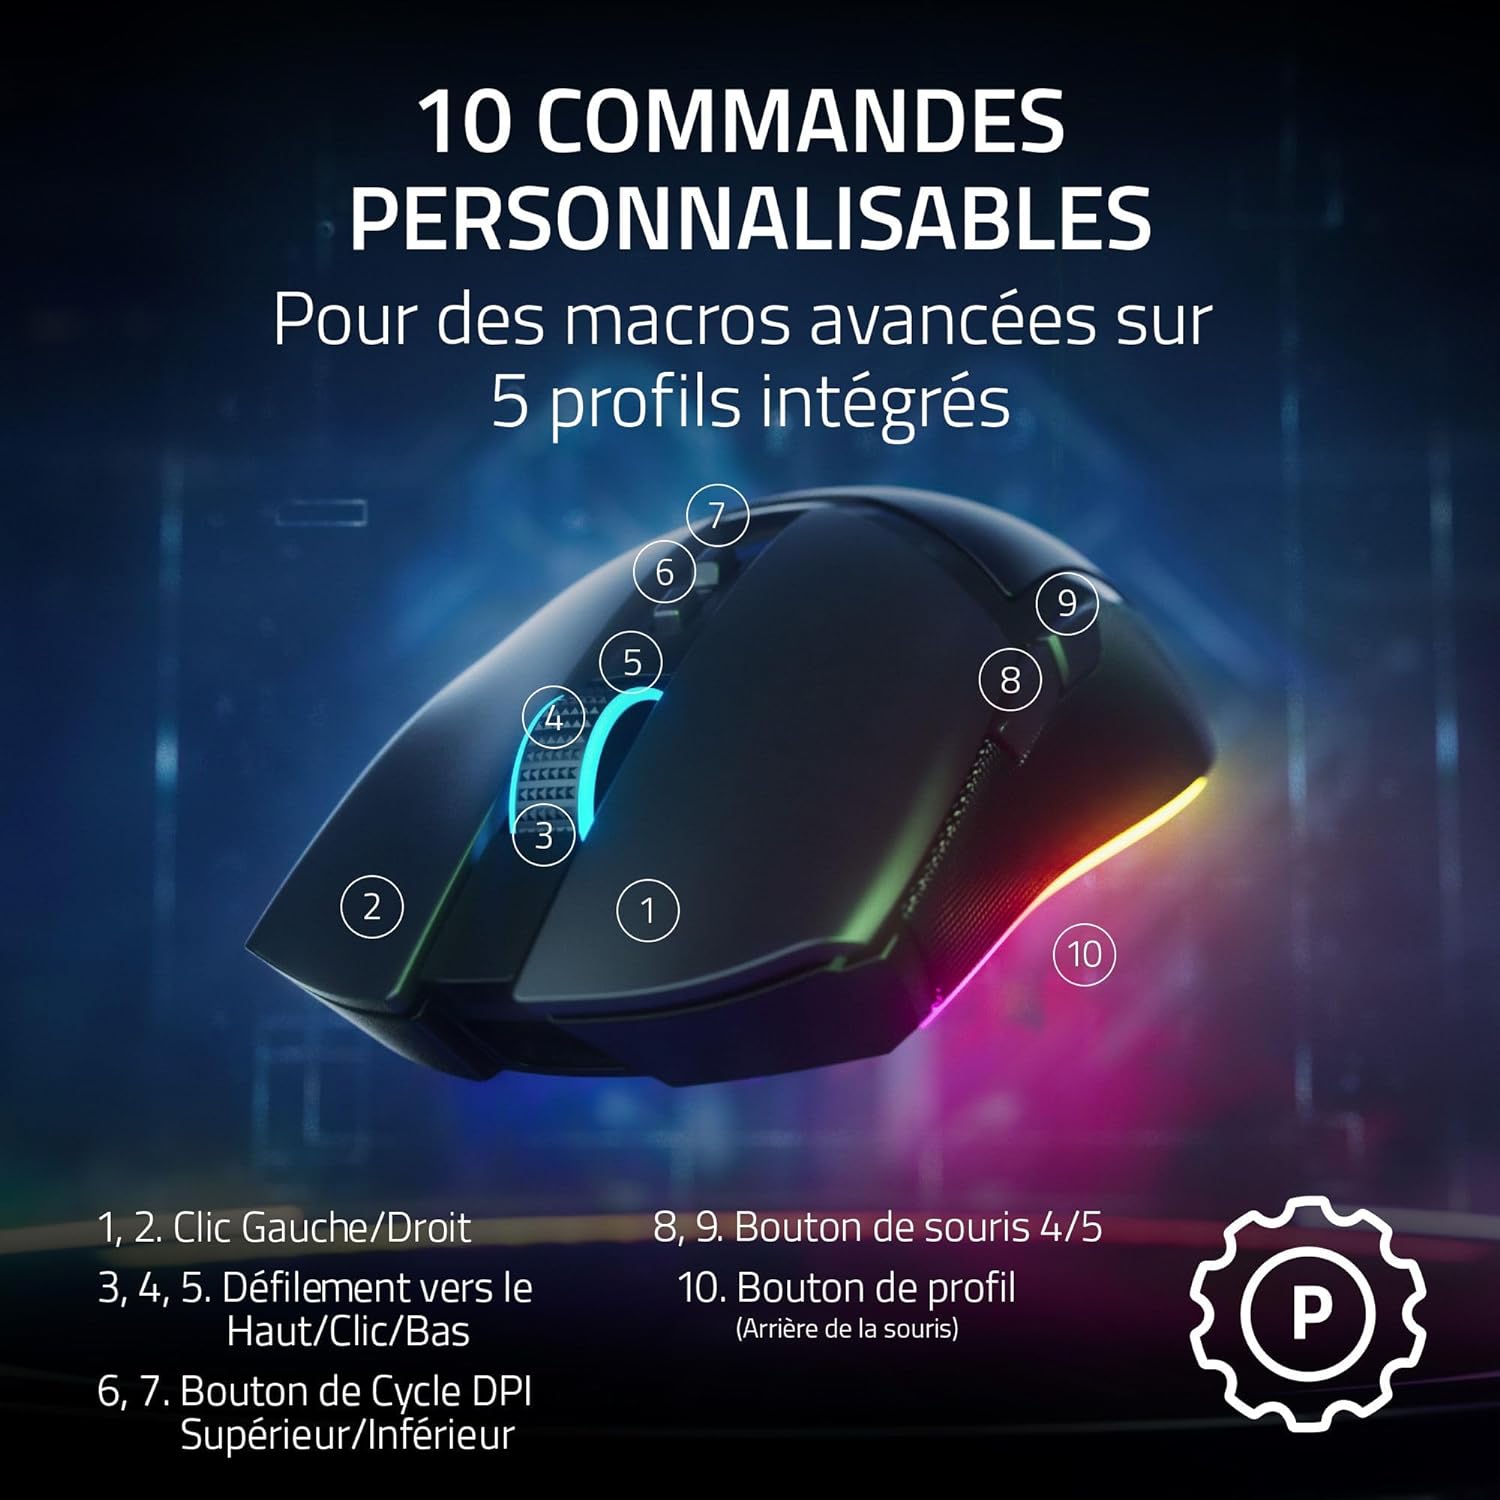 10 COMMANDES
PERSONNALISABLES
Pour des macros avancées sur
5 profils intégrés
7
6
9
5
8
4
3
2
1
10
1, 2. Clic Gauche/Droit
3, 4, 5. Défilement vers le
Haut/Clic/Bas
6, 7. Bouton de Cycle DPI
Supérieur/Inférieur
8, 9. Bouton de souris 4/5
10. Bouton de profil
(Arrière de la souris)
P